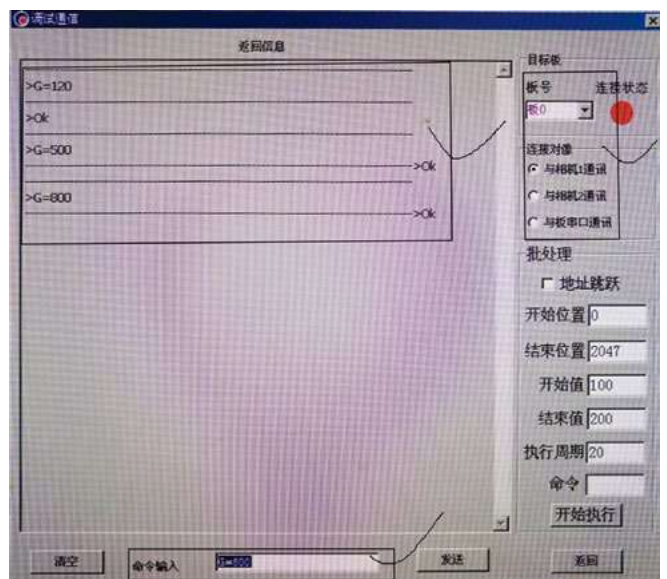 调试通信
返回信息
>G=120
>Ok
>G=500
>Ok
>G=800
>Ok
目标板
板号 连接状态
板0
连接对像
与相机1通讯
与相机2通讯
与板串口通讯
批处理
地址跳跃
开始位置 0
结束位置 2047
开始值 100
结束值 200
执行周期 20
命令
开始执行
清空 命令输入 G=800 发送 返回